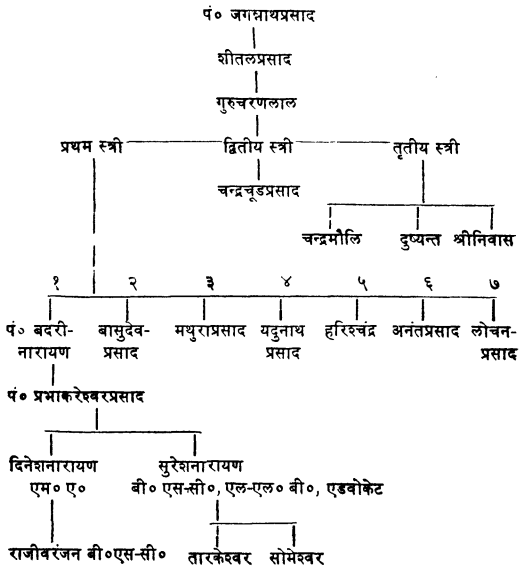 पं० जगन्नाथप्रसाद
शीतलप्रसाद
गुरुचरणलाल
प्रथम स्त्री द्वितीय स्त्री तृतीय स्त्री
चन्द्रचूडप्रसाद
चन्द्रमौलि दुष्यन्त श्रीनिवास
१ २ ३ ४ ५ ६ ७
पं० बदरी- बासुदेव- मथुराप्रसाद यदुनाथ हरिश्चंद्र अनंतप्रसाद लोचन-
नारायण प्रसाद प्रसाद प्रसाद
पं० प्रभाकरेश्वरप्रसाद
दिनेशनारायण सुरेशनारायण
एम० ए० बी० एस-सी०, एल-एल० बी०, एडवोकेट
राजीवरंजन बी०एस-सी० तारकेश्वर सोमेश्वर